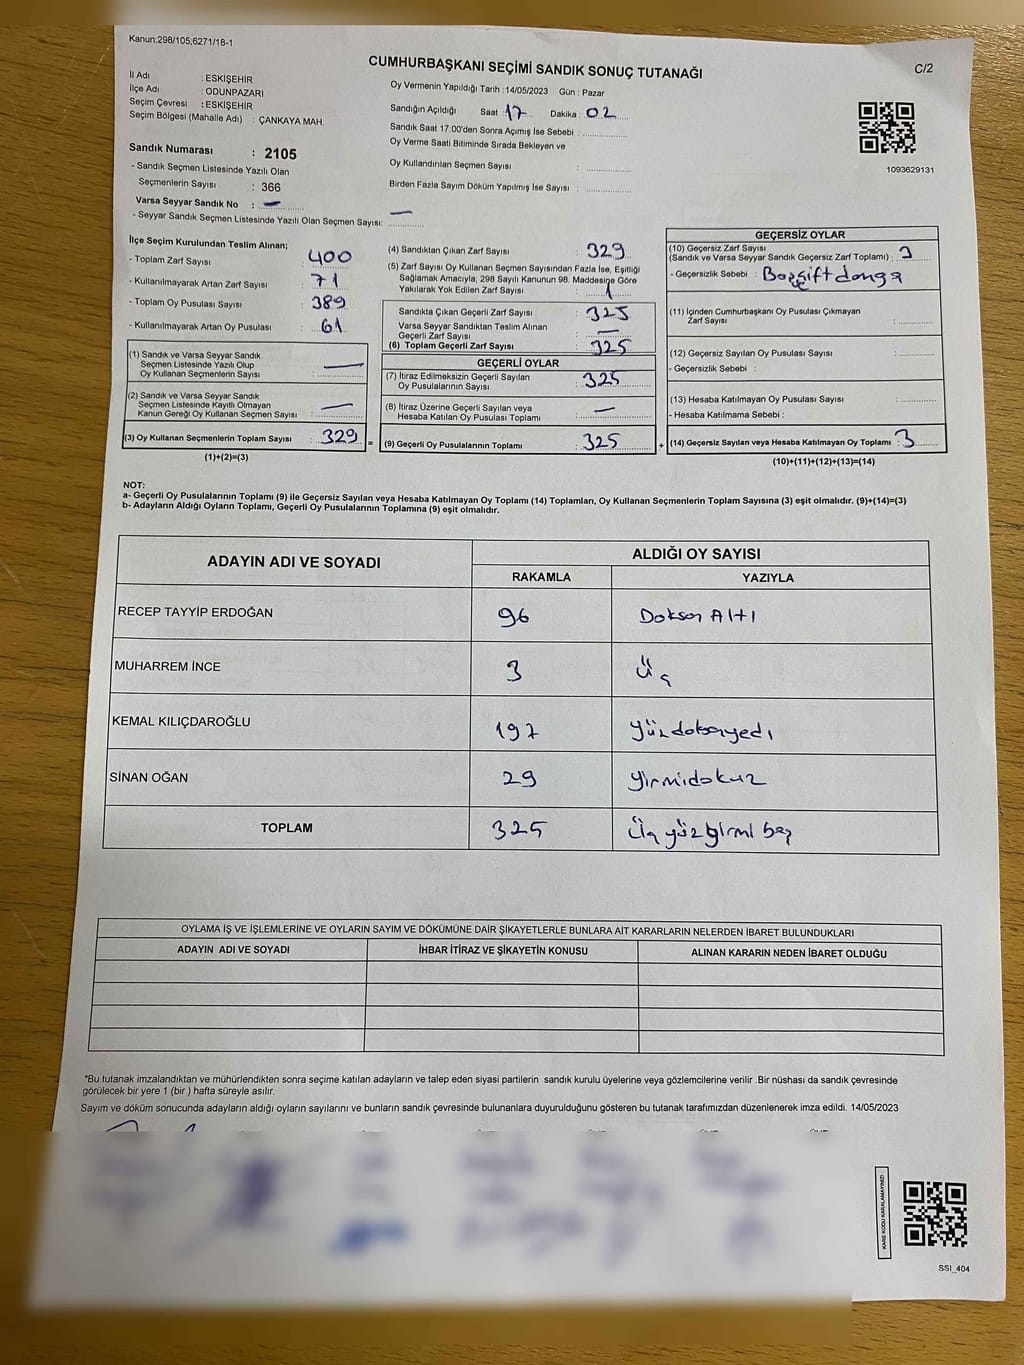 Kanun;298/105;6271/18-1
CUMHURBAŞKANI SEÇİMİ SANDIK SONUÇ TUTANAĞI
C/2
İl Adı : ESKİŞEHİR
İlçe Adı : ODUNPAZARI
Seçim Çevresi : ESKİŞEHİR
Seçim Bölgesi (Mahalle Adı) : ÇANKAYA MAH.
Oy Vermenin Yapıldığı Tarih :14/05/2023 Gün : Pazar
Sandığın Açıldığı Saat :17 Dakika : 02
Sandık Saat 17.00'den Sonra Açımış İse Sebebi :
Oy Verme Saati Bitiminde Sırada Bekleyen ve
Oy Kullandırılan Seçmen Sayısı :
Birden Fazla Sayım Döküm Yapılmış İse Sayısı :
1093629131
Sandık Numarası : 2105
- Sandık Seçmen Listesinde Yazılı Olan
Seçmenlerin Sayısı : 366
Varsa Seyyar Sandık No : —
- Seyyar Sandık Seçmen Listesinde Yazılı Olan Seçmen Sayısı: —
İlçe Seçim Kurulundan Teslim Alınan;
- Toplam Zarf Sayısı : 400
- Kullanılmayarak Artan Zarf Sayısı : 71
- Toplam Oy Pusulası Sayısı : 389
- Kullanılmayarak Artan Oy Pusulası : 61
(1) Sandık ve Varsa Seyyar Sandık
Seçmen Listesinde Yazılı Olup
Oy Kullanan Seçmenlerin Sayısı : —
(2) Sandık ve Varsa Seyyar Sandık
Seçmen Listesinde Kayıtlı Olmayan
Kanun Gereği Oy Kullanan Seçmen Sayısı : —
(3) Oy Kullanan Seçmenlerin Toplam Sayısı : 329 =
(1)+(2)=(3)
(4) Sandıktan Çıkan Zarf Sayısı : 329
(5) Zarf Sayısı Oy Kullanan Seçmen Sayısından Fazla İse, Eşitliği
Sağlamak Amacıyla, 298 Sayılı Kanunun 98. Maddesine Göre
Yakılarak Yok Edilen Zarf Sayısı : 1
Sandıkta Çıkan Geçerli Zarf Sayısı : 325
Varsa Seyyar Sandıktan Teslim Alınan
Geçerli Zarf Sayısı : —
(6) Toplam Geçerli Zarf Sayısı : 325
GEÇERLİ OYLAR
(7) İtiraz Edilmeksizin Geçerli Sayılan
Oy Pusulalarının Sayısı : 325
(8) İtiraz Üzerine Geçerli Sayılan veya
Hesaba Katılan Oy Pusulası Toplamı : —
(9) Geçerli Oy Pusulalarının Toplamı : 325 +
GEÇERSİZ OYLAR
(10) Geçersiz Zarf Sayısı
(Sandık ve Varsa Seyyar Sandık Geçersiz Zarf Toplamı) : 3
- Geçersizlik Sebebi :
(11) İçinden Cumhurbaşkanı Oy Pusulası Çıkmayan
Zarf Sayısı :
(12) Geçersiz Sayılan Oy Pusulası Sayısı :
- Geçersizlik Sebebi :
(13) Hesaba Katılmayan Oy Pusulası Sayısı :
- Hesaba Katılmama Sebebi :
(14) Geçersiz Sayılan veya Hesaba Katılmayan Oy Toplamı : 3
(10)+(11)+(12)+(13)=(14)
NOT:
a- Geçerli Oy Pusulalarının Toplamı (9) ile Geçersiz Sayılan veya Hesaba Katılmayan Oy Toplamı (14) Toplamları, Oy Kullanan Seçmenlerin Toplam Sayısına (3) eşit olmalıdır. (9)+(14)=(3)
b- Adayların Aldığı Oyların Toplamı, Geçerli Oy Pusulalarının Toplamına (9) eşit olmalıdır.
ADAYIN ADI VE SOYADI
ALDIĞI OY SAYISI
RAKAMLA YAZIYLA
RECEP TAYYİP ERDOĞAN 96 Doksan Altı
MUHARREM İNCE 3 Üç
KEMAL KILIÇDAROĞLU 197 yüzdoksanyedi
SİNAN OĞAN 29 yirmidokuz
TOPLAM 325 Üç yüz yirmi beş
OYLAMA İŞ VE İŞLEMLERİNE VE OYLARIN SAYIM VE DÖKÜMÜNE DAİR ŞİKAYETLERLE BUNLARA AİT KARARLARIN NELERDEN İBARET BULUNDUKLARI
ADAYIN ADI VE SOYADI İHBAR İTİRAZ VE ŞİKAYETİN KONUSU ALINAN KARARIN NEDEN İBARET OLDUĞU
*Bu tutanak imzalandıktan ve mühürlendikten sonra seçime katılan adayların ve talep eden siyasi partilerin sandık kurulu üyelerine veya gözlemcilerine verilir .Bir nüshası da sandık çevresinde
görülecek bir yere 1 (bir ) hafta süreyle asılır.
Sayım ve döküm sonucunda adayların aldığı oyların sayılarını ve bunların sandık çevresinde bulunanlara duyurulduğunu gösteren bu tutanak tarafımızdan düzenlenerek imza edildi. 14/05/2023
KARE KODU KARALAMAYINIZ!
SSI_404